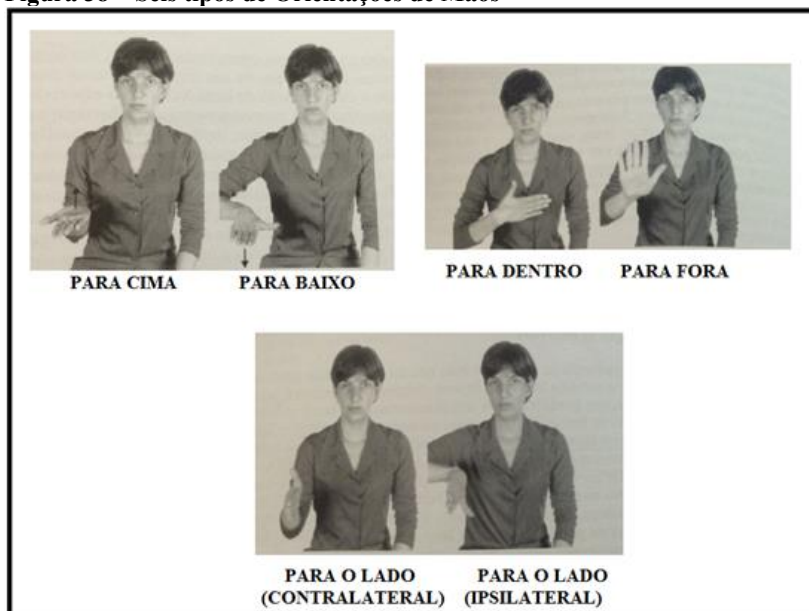 Figura 38 – Seis tipos de Orientações de Mãos
PARA CIMA
PARA BAIXO
PARA DENTRO
PARA FORA
PARA O LADO
(CONTRALATERAL)
PARA O LADO
(IPSILATERAL)